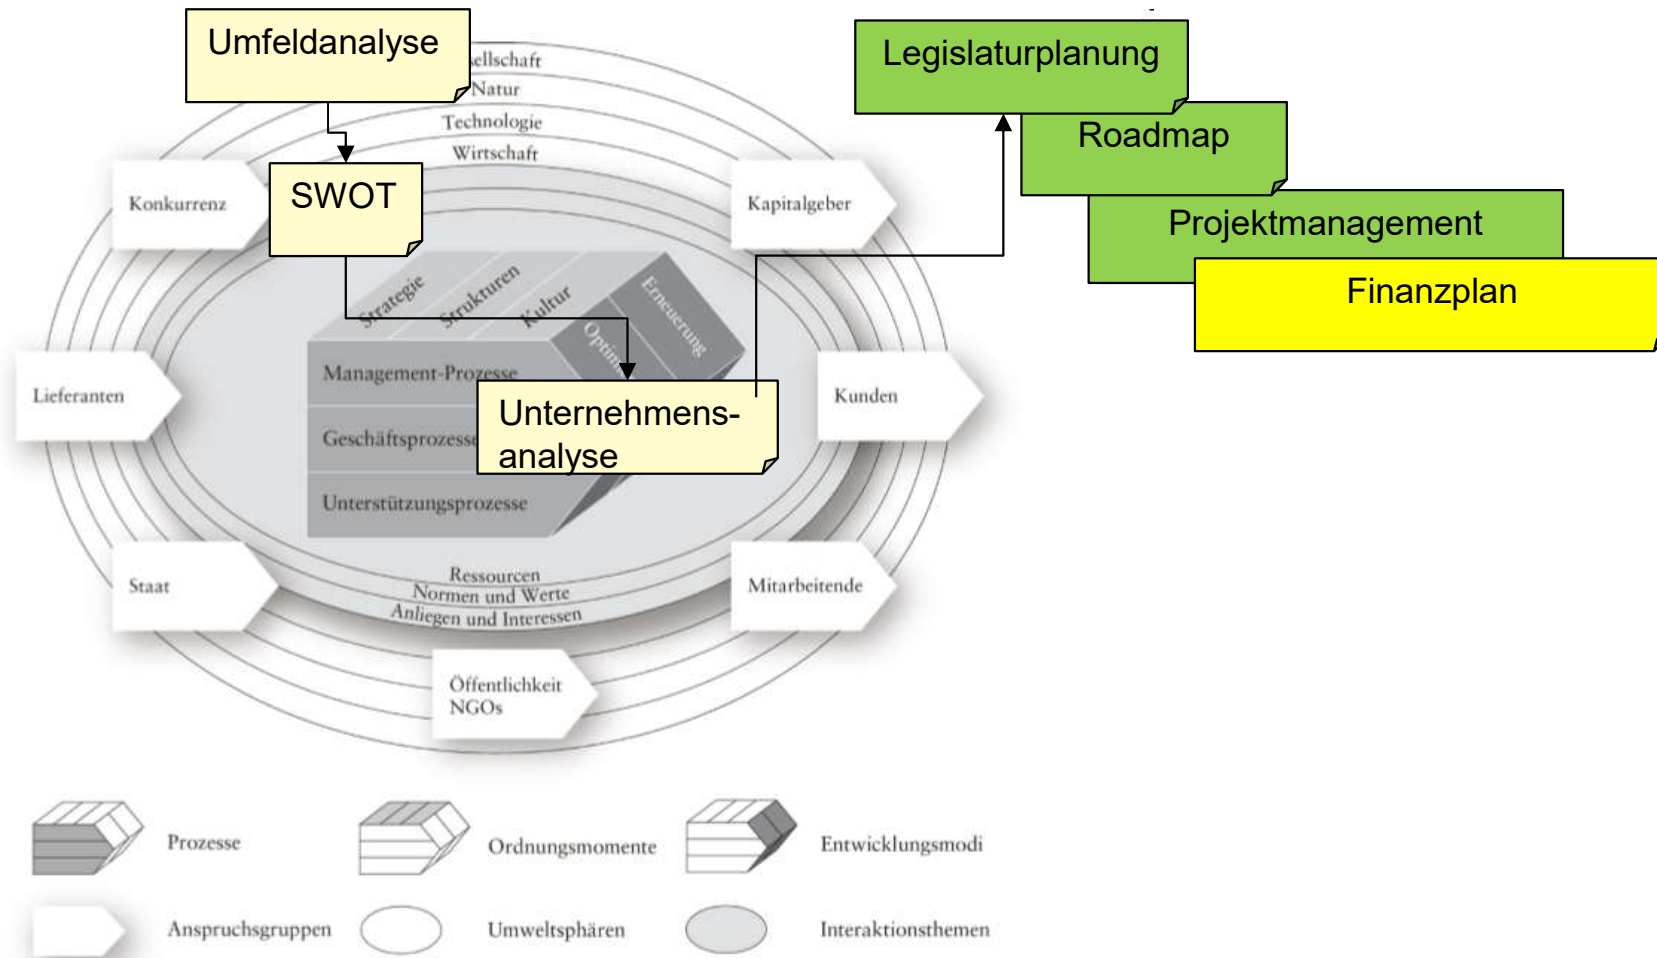 Umfeldanalyse
Legislaturplanung
Roadmap
Projektmanagement
Finanzplan
sellschaft
Natur
Technologie
Wirtschaft
SWOT
Konkurrenz
Kapitalgeber
Strategie
Strukturen
Kultur
Erneuerung
Optim
Management-Prozesse
Lieferanten
Kunden
Unternehmens-
analyse
Geschäftsprozesse
Unterstützungsprozesse
Ressourcen
Normen und Werte
Anliegen und Interessen
Staat
Mitarbeitende
Öffentlichkeit
NGOs
Prozesse
Ordnungsmomente
Entwicklungsmodi
Anspruchsgruppen
Umweltsphären
Interaktionsthemen